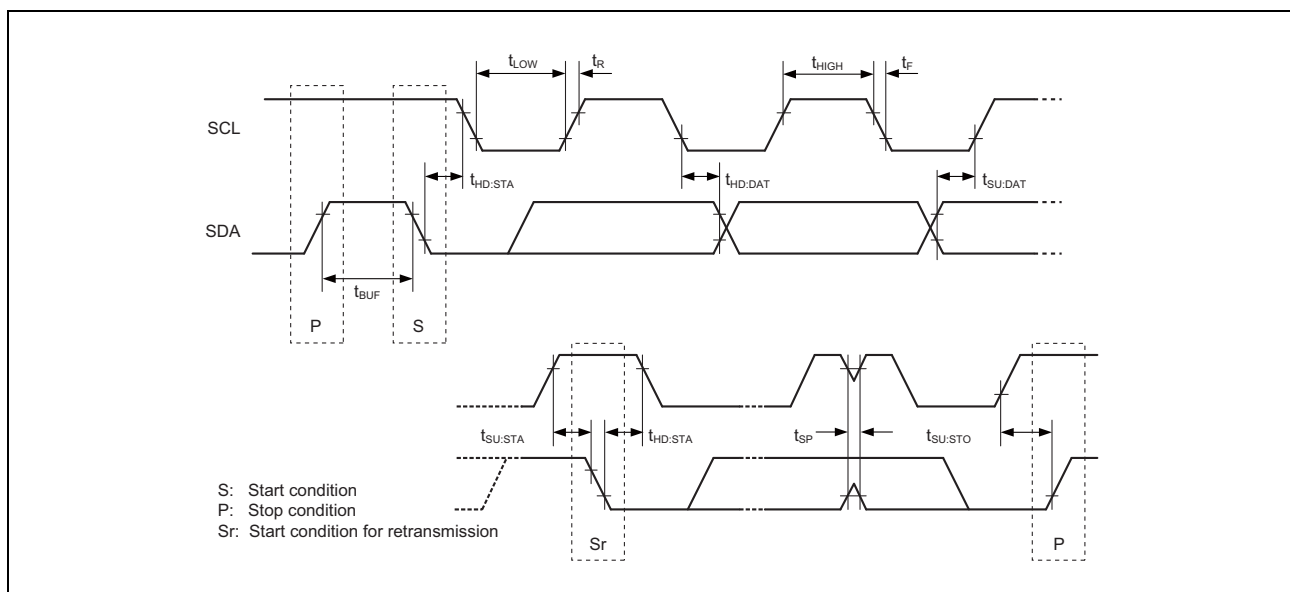 tLOW
tR
tHIGH
tF
SCL
tHD:STA
tHD:DAT
tSU:DAT
SDA
tBUF
P
S
tSU:STA
tHD:STA
tSP
tSU:STO
S: Start condition
P: Stop condition
Sr: Start condition for retransmission
Sr
P